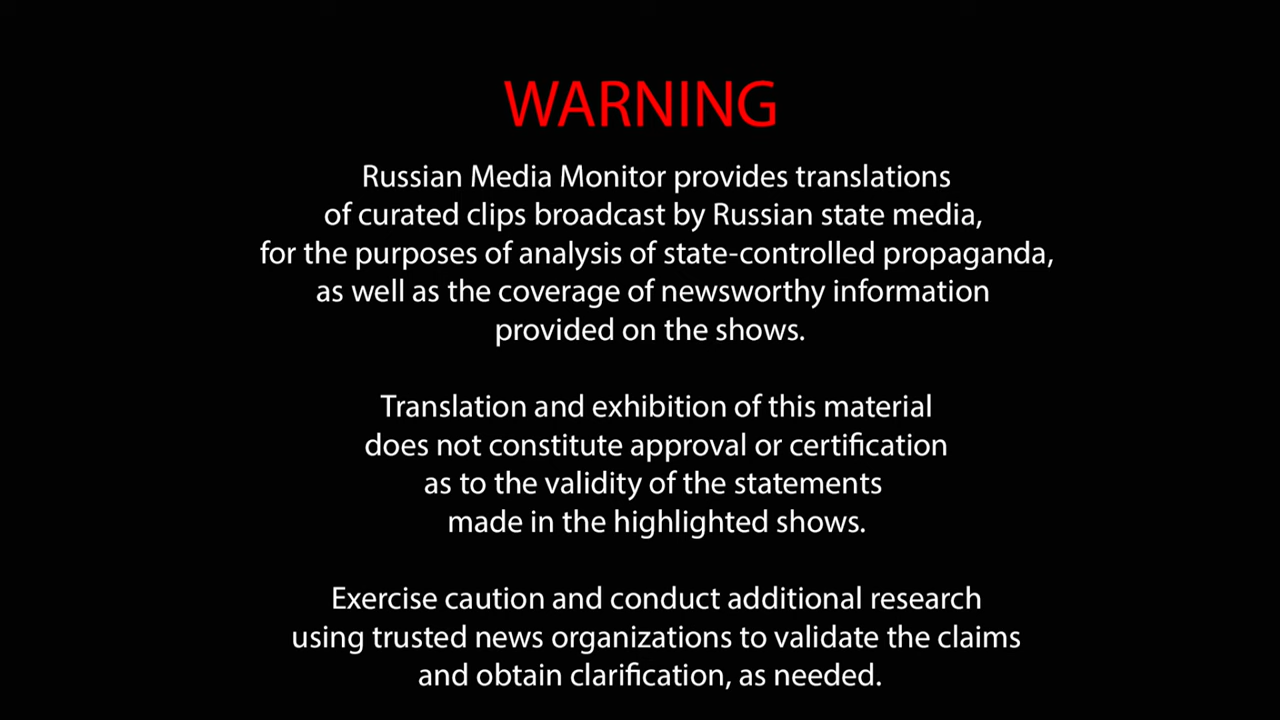 WARNING
Russian Media Monitor provides translations
of curated clips broadcast by Russian state media,
for the purposes of analysis of state-controlled propaganda,
as well as the coverage of newsworthy information
provided on the shows.
Translation and exhibition of this material
does not constitute approval or certification
as to the validity of the statements
made in the highlighted shows.
Exercise caution and conduct additional research
using trusted news organizations to validate the claims
and obtain clarification, as needed.